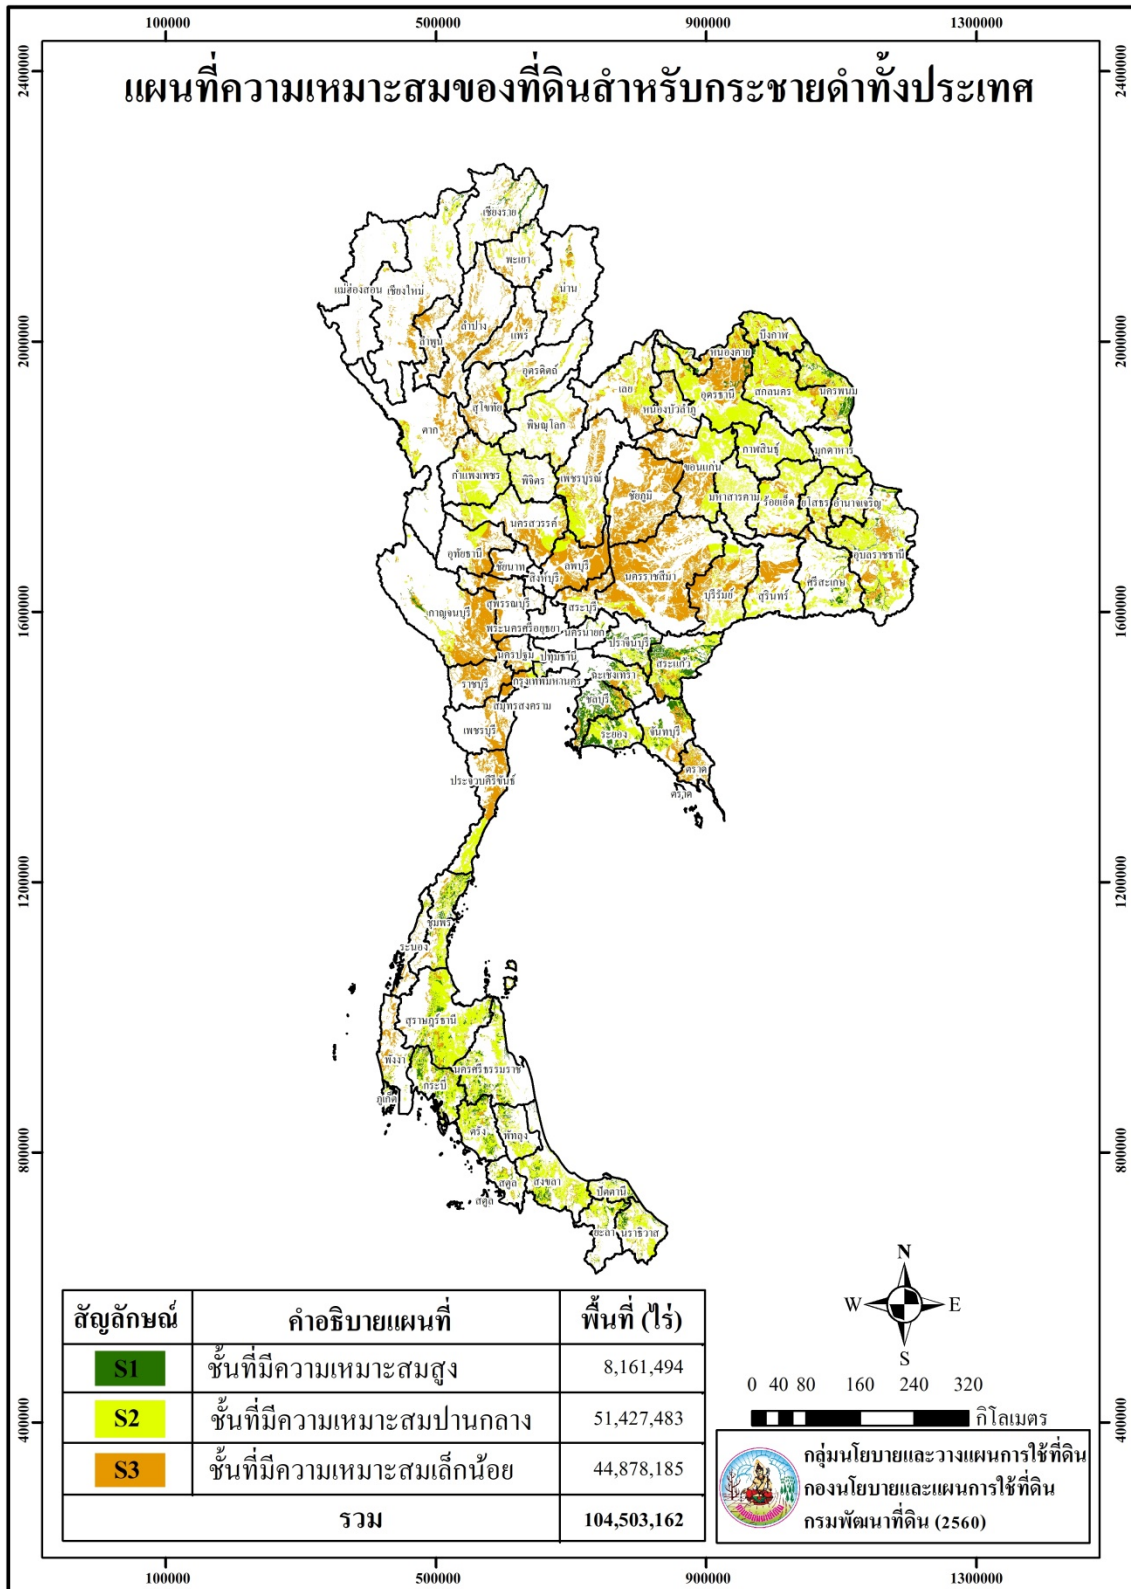 100000 500000 900000 1300000
2400000 2400000
แผนที่ความเหมาะสมของที่ดินสำหรับกระชายดำทั้งประเทศ
เชียงราย
พะเยา
แม่ฮ่องสอน เชียงใหม่ น่าน
ลำปาง
ลำพูน แพร่
2000000 2000000
บึงกาฬ
หนองคาย
อุตรดิตถ์
เลย อุดรธานี สกลนคร นครพนม
สุโขทัย หนองบัวลำภู
ตาก พิษณุโลก
กาฬสินธุ์ มุกดาหาร
กำแพงเพชร พิจิตร เพชรบูรณ์ ขอนแก่น
ชัยภูมิ มหาสารคาม ร้อยเอ็ด ยโสธร อำนาจเจริญ
นครสวรรค์
อุทัยธานี อุบลราชธานี
ชัยนาท ลพบุรี
สิงห์บุรี นครราชสีมา ศรีสะเกษ
บุรีรัมย์ สุรินทร์
1600000 1600000
กาญจนบุรี สุพรรณบุรี สระบุรี
พระนครศรีอยุธยา นครนายก
ปราจีนบุรี
นครปฐม ปทุมธานี
สระแก้ว
ราชบุรี กรุงเทพมหานคร ฉะเชิงเทรา
ชลบุรี
สมุทรสงคราม
เพชรบุรี ระยอง จันทบุรี
ตราด
ประจวบคีรีขันธ์
ตราด
1200000 1200000
ชุมพร
ระนอง
สุราษฎร์ธานี
พังงา
นครศรีธรรมราช
กระบี่
ภูเก็ต
ตรัง พัทลุง
800000 800000
สตูล สงขลา
ปัตตานี
สตูล
ยะลา นราธิวาส
N
W E
S
สัญลักษณ์ คำอธิบายแผนที่ พื้นที่ (ไร่)
S1 ชั้นที่มีความเหมาะสมสูง 8,161,494
S2 ชั้นที่มีความเหมาะสมปานกลาง 51,427,483
S3 ชั้นที่มีความเหมาะสมเล็กน้อย 44,878,185
รวม 104,503,162
0 40 80 160 240 320
กิโลเมตร
400000 400000
กลุ่มนโยบายและวางแผนการใช้ที่ดิน
กองนโยบายและแผนการใช้ที่ดิน
กรมพัฒนาที่ดิน (2560)
100000 500000 900000 1300000